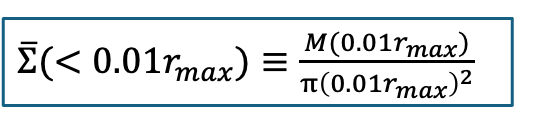 Σ̄(< 0.01r_max) ≡ M(0.01r_max) / π(0.01r_max)²